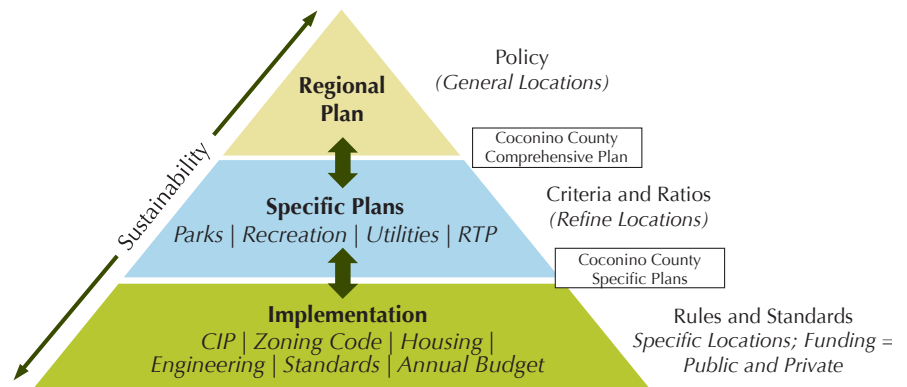 Sustainability
Regional
Plan
Policy
(General Locations)
Coconino County
Comprehensive Plan
Specific Plans
Parks | Recreation | Utilities | RTP
Criteria and Ratios
(Refine Locations)
Coconino County
Specific Plans
Implementation
CIP | Zoning Code | Housing |
Engineering | Standards | Annual Budget
Rules and Standards
Specific Locations; Funding =
Public and Private